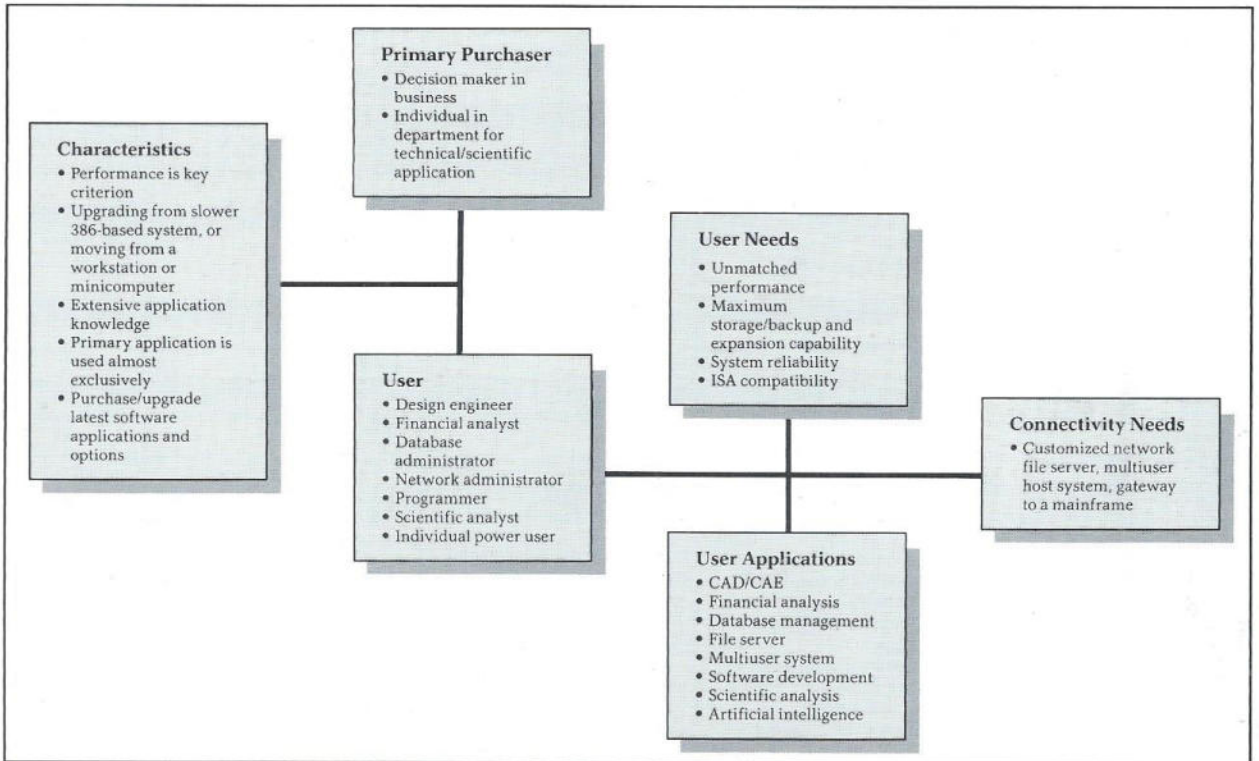 Primary Purchaser
• Decision maker in
business
• Individual in
department for
technical/scientific
application
Characteristics
• Performance is key
criterion
• Upgrading from slower
386-based system, or
moving from a
workstation or
minicomputer
• Extensive application
knowledge
• Primary application is
used almost
exclusively
• Purchase/upgrade
latest software
applications and
options
User
• Design engineer
• Financial analyst
• Database
administrator
• Network administrator
• Programmer
• Scientific analyst
• Individual power user
User Needs
• Unmatched
performance
• Maximum
storage/backup and
expansion capability
• System reliability
• ISA compatibility
Connectivity Needs
• Customized network
file server, multiuser
host system, gateway
to a mainframe
User Applications
• CAD/CAE
• Financial analysis
• Database management
• File server
• Multiuser system
• Software development
• Scientific analysis
• Artificial intelligence